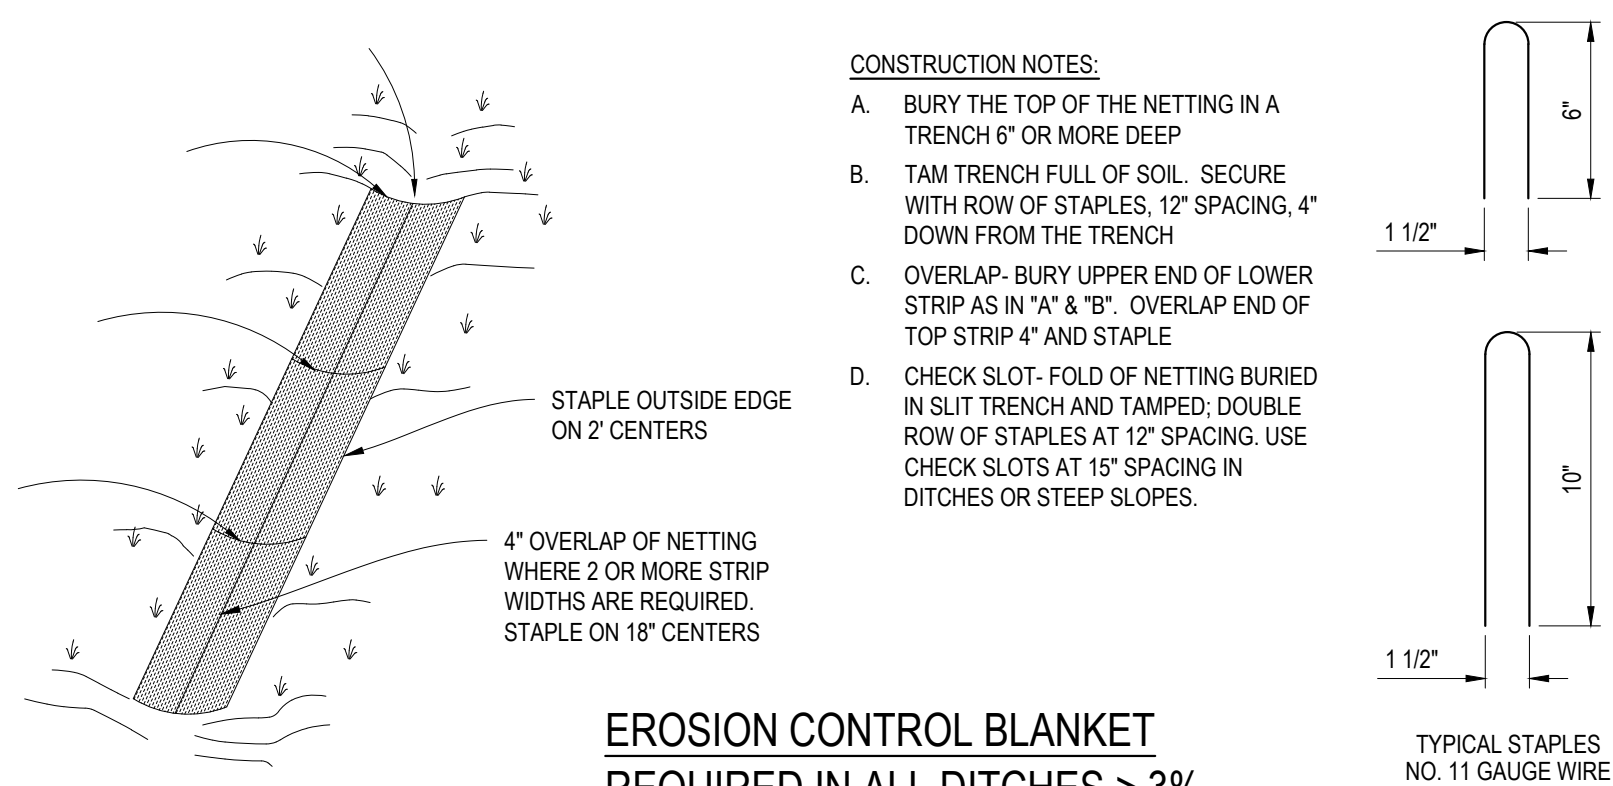 CONSTRUCTION NOTES:
A. BURY THE TOP OF THE NETTING IN A
TRENCH 6" OR MORE DEEP
B. TAM TRENCH FULL OF SOIL. SECURE
WITH ROW OF STAPLES, 12" SPACING, 4"
DOWN FROM THE TRENCH
C. OVERLAP- BURY UPPER END OF LOWER
STRIP AS IN "A" & "B". OVERLAP END OF
TOP STRIP 4" AND STAPLE
D. CHECK SLOT- FOLD OF NETTING BURIED
IN SLIT TRENCH AND TAMPED; DOUBLE
ROW OF STAPLES AT 12" SPACING. USE
CHECK SLOTS AT 15" SPACING IN
DITCHES OR STEEP SLOPES.
STAPLE OUTSIDE EDGE
ON 2' CENTERS
4" OVERLAP OF NETTING
WHERE 2 OR MORE STRIP
WIDTHS ARE REQUIRED.
STAPLE ON 18" CENTERS
6"
1 1/2"
10"
1 1/2"
TYPICAL STAPLES
NO. 11 GAUGE WIRE
EROSION CONTROL BLANKET
REQUIRED IN ALL DITCHES > 3%